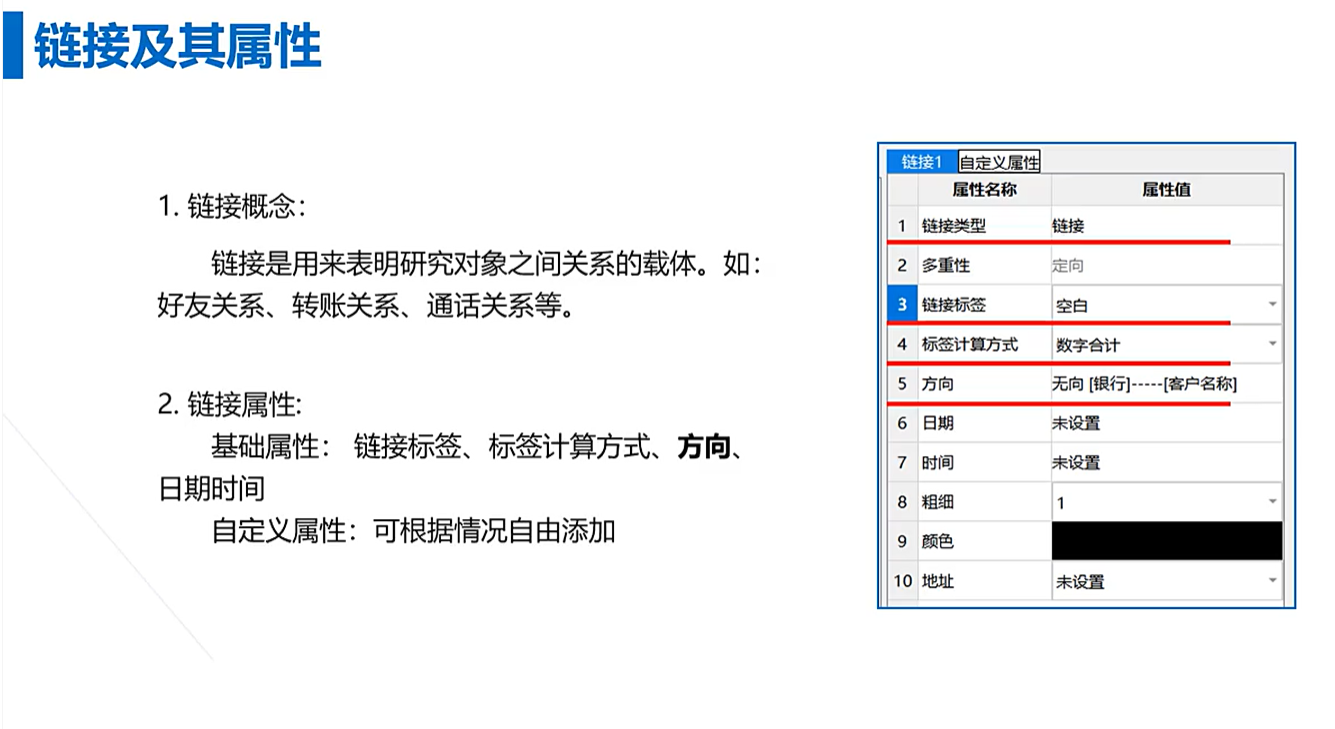 链接及其属性
1. 链接概念：
链接是用来表明研究对象之间关系的载体。如：
好友关系、转账关系、通话关系等。
2. 链接属性:
基础属性： 链接标签、标签计算方式、方向、
日期时间
自定义属性：可根据情况自由添加
链接1 自定义属性
属性名称 属性值
1 链接类型 链接
2 多重性 定向
3 链接标签 空白
4 标签计算方式 数字合计
5 方向 无向 [银行]-----[客户名称]
6 日期 未设置
7 时间 未设置
8 粗细 1
9 颜色
10 地址 未设置